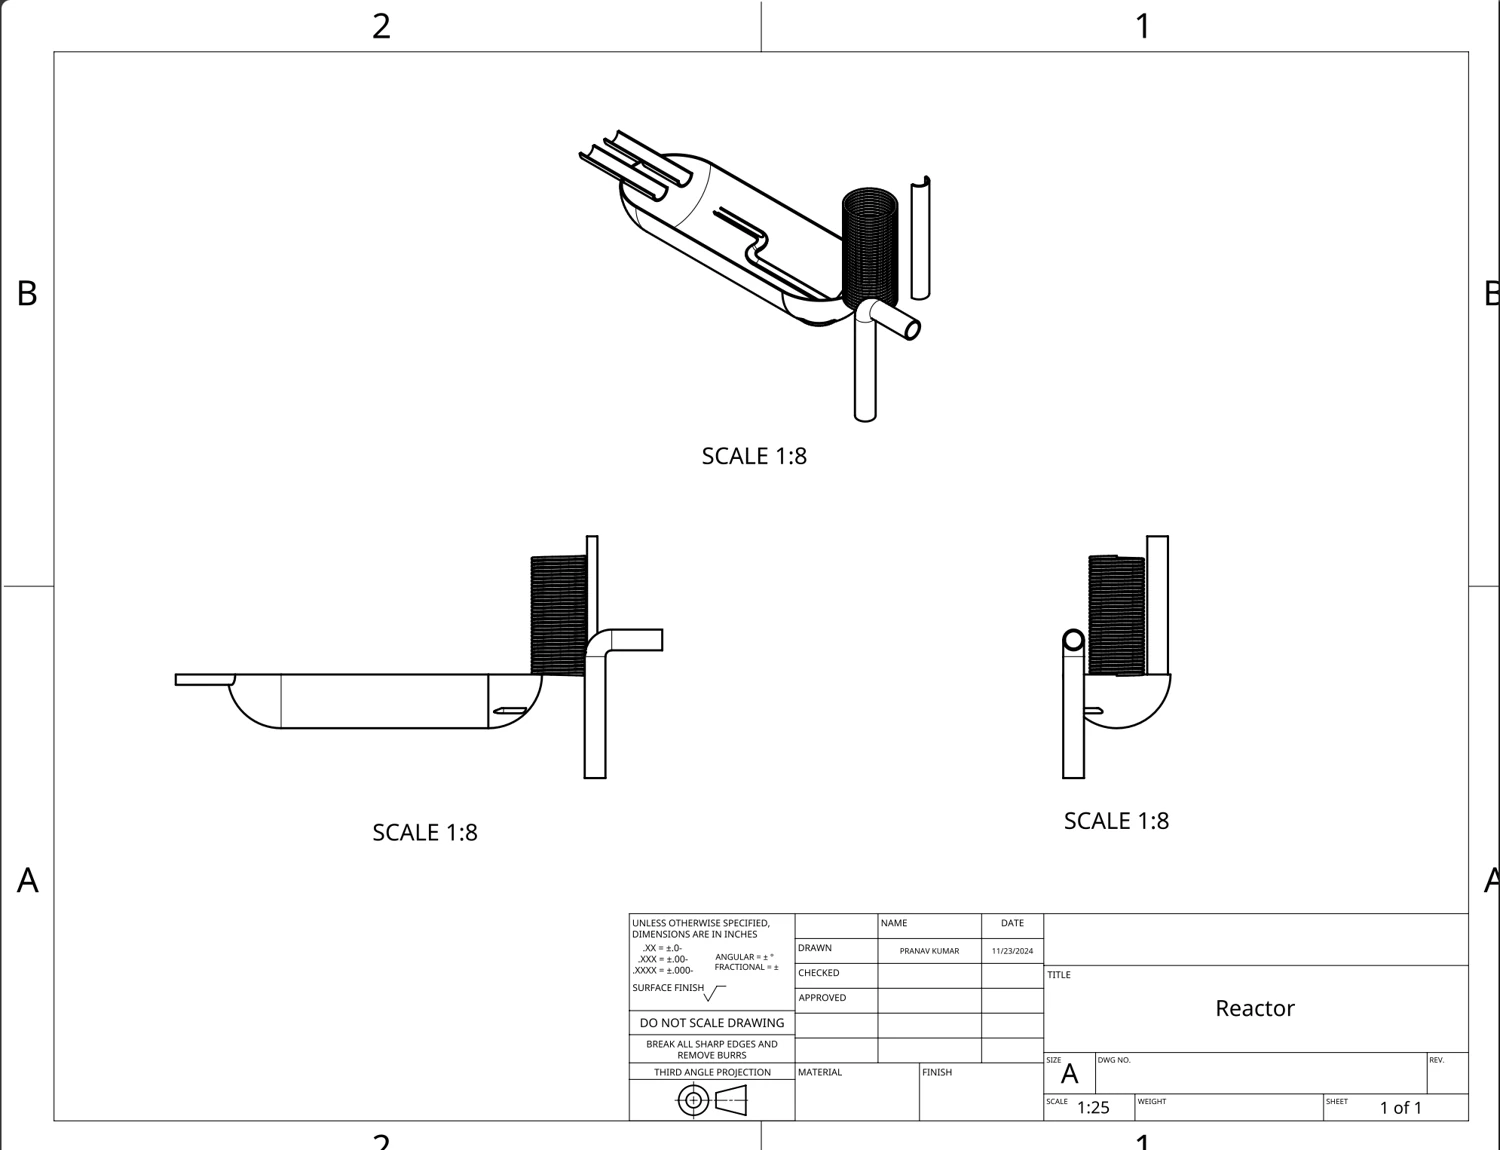 2 1
B B
SCALE 1:8
SCALE 1:8
SCALE 1:8
A A
UNLESS OTHERWISE SPECIFIED,
DIMENSIONS ARE IN INCHES
.XX = ±.0-
.XXX = ±.00-
.XXXX = ±.000-
ANGULAR = ± °
FRACTIONAL = ±
SURFACE FINISH
DO NOT SCALE DRAWING
BREAK ALL SHARP EDGES AND
REMOVE BURRS
THIRD ANGLE PROJECTION
NAME DATE
DRAWN PRANAV KUMAR 11/23/2024
CHECKED
APPROVED
MATERIAL FINISH
TITLE
Reactor
SIZE A DWG NO. REV.
SCALE 1:25 WEIGHT SHEET 1 of 1
2 1